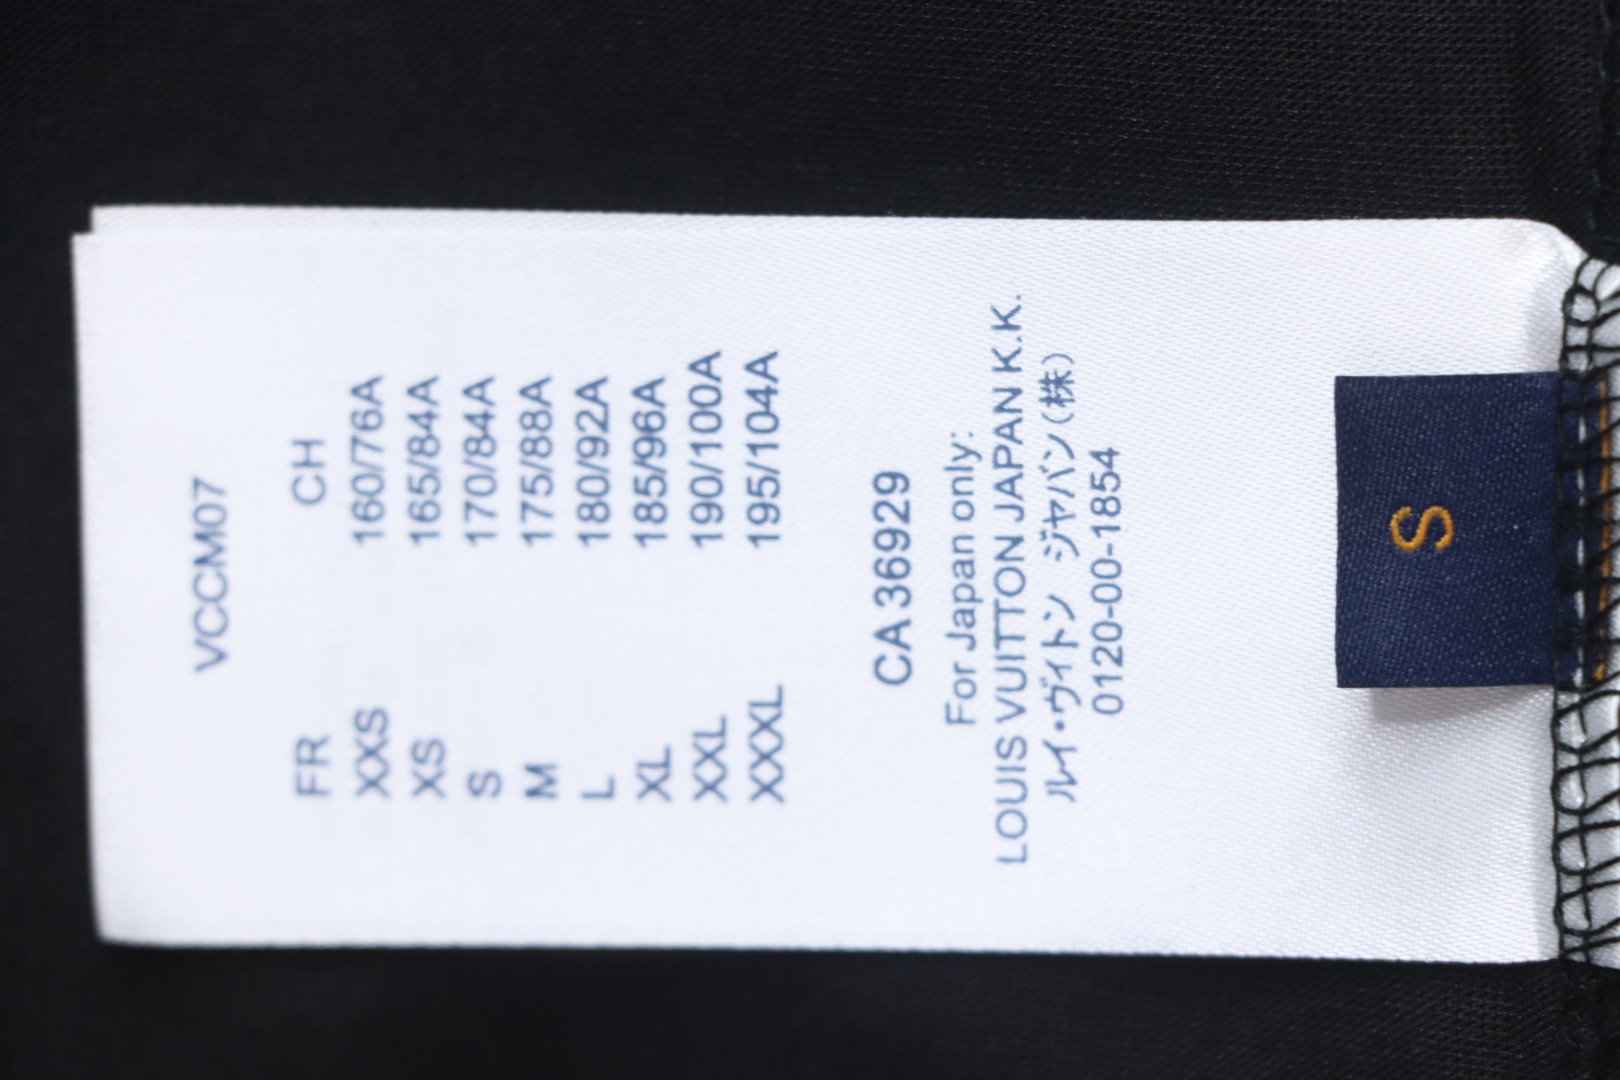 VCCM07
FR CH
XXS 160/76A
XS 165/84A
S 170/84A
M 175/88A
L 180/92A
XL 185/96A
XXL 190/100A
XXXL 195/104A
CA 36929
For Japan only:
LOUIS VUITTON JAPAN K.K.
ルイ・ヴィトン ジャパン(株)
0120-00-1854
S